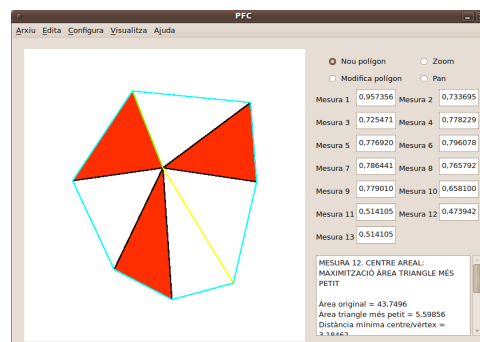 PFC
Arxiu Edita Configura Visualitza Ajuda
Nou polígon Zoom
Modifica polígon Pan
Mesura 1 0,957356 Mesura 2 0,733695
Mesura 3 0,725471 Mesura 4 0,778229
Mesura 5 0,776920 Mesura 6 0,796078
Mesura 7 0,786441 Mesura 8 0,765792
Mesura 9 0,779010 Mesura 10 0,658100
Mesura 11 0,514105 Mesura 12 0,473942
Mesura 13 0,514105
MESURA 12. CENTRE AREAL:
MAXIMITZACIÓ ÀREA TRIANGLE MÉS
PETIT
Àrea original = 43,7496
Àrea triangle més petit = 5,59856
Distància mínima centre/vèrtex =
3,18462